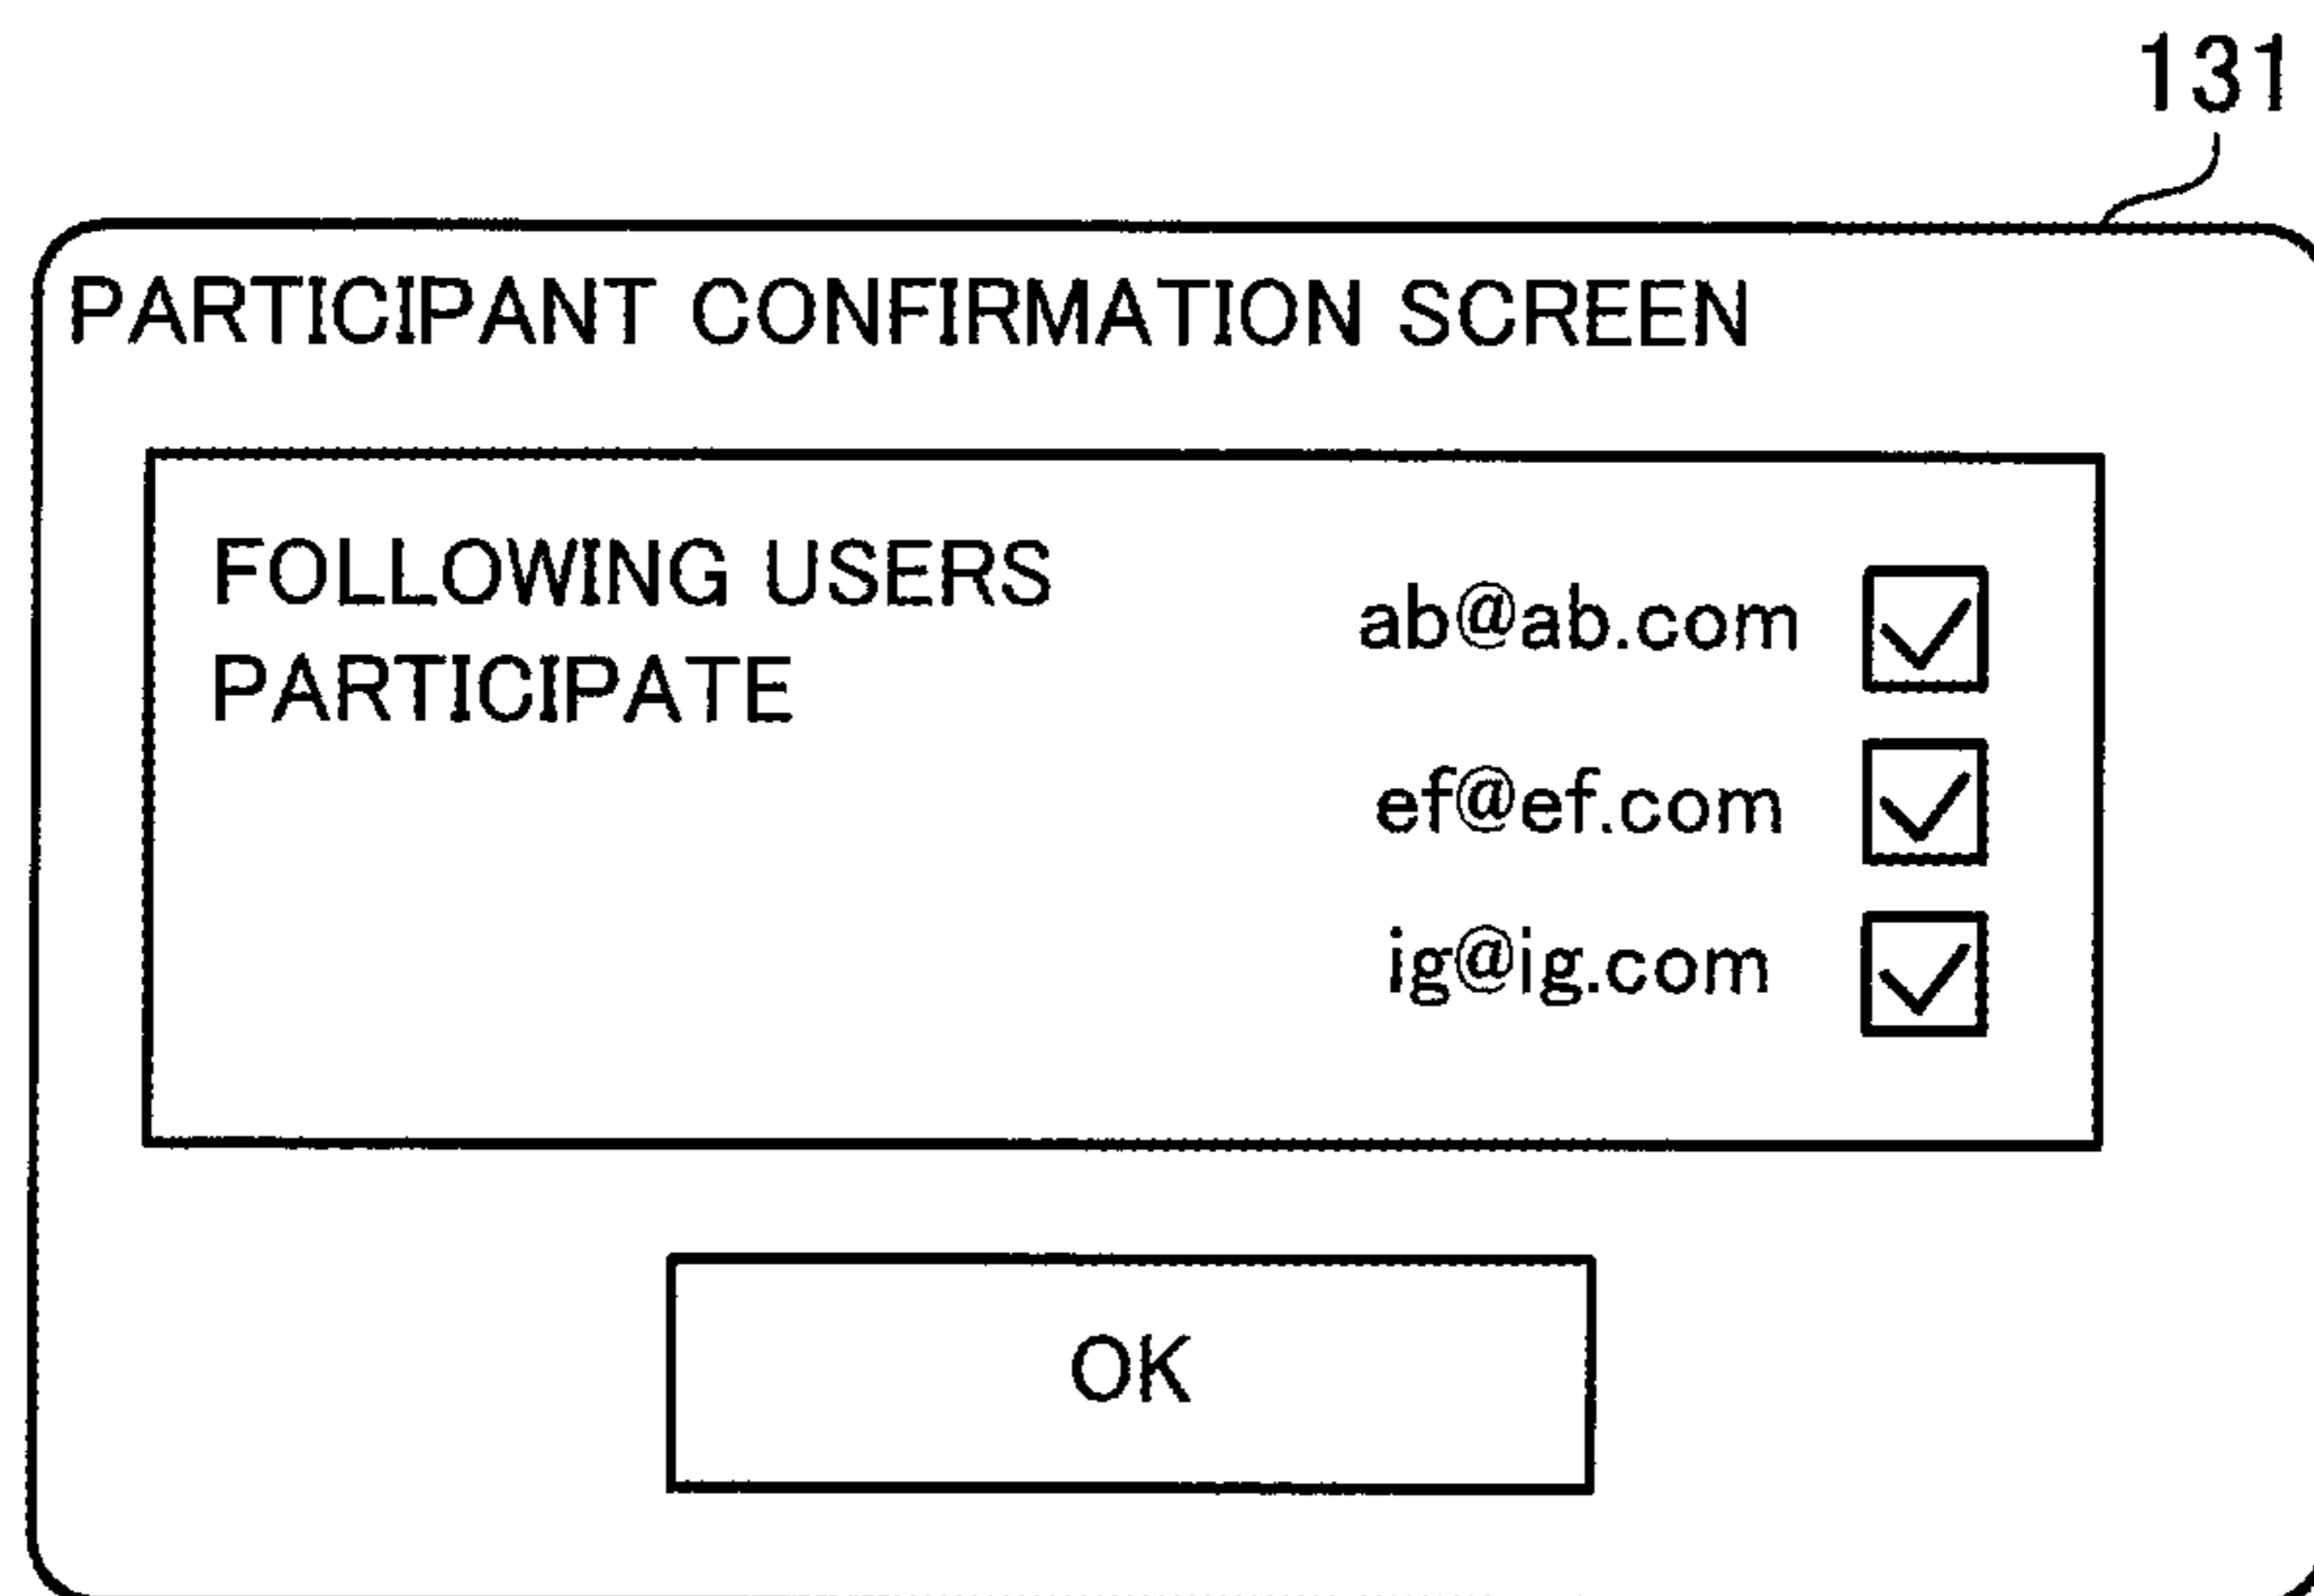 131
PARTICIPANT CONFIRMATION SCREEN
FOLLOWING USERS
PARTICIPATE
ab@ab.com
ef@ef.com
ig@ig.com
OK